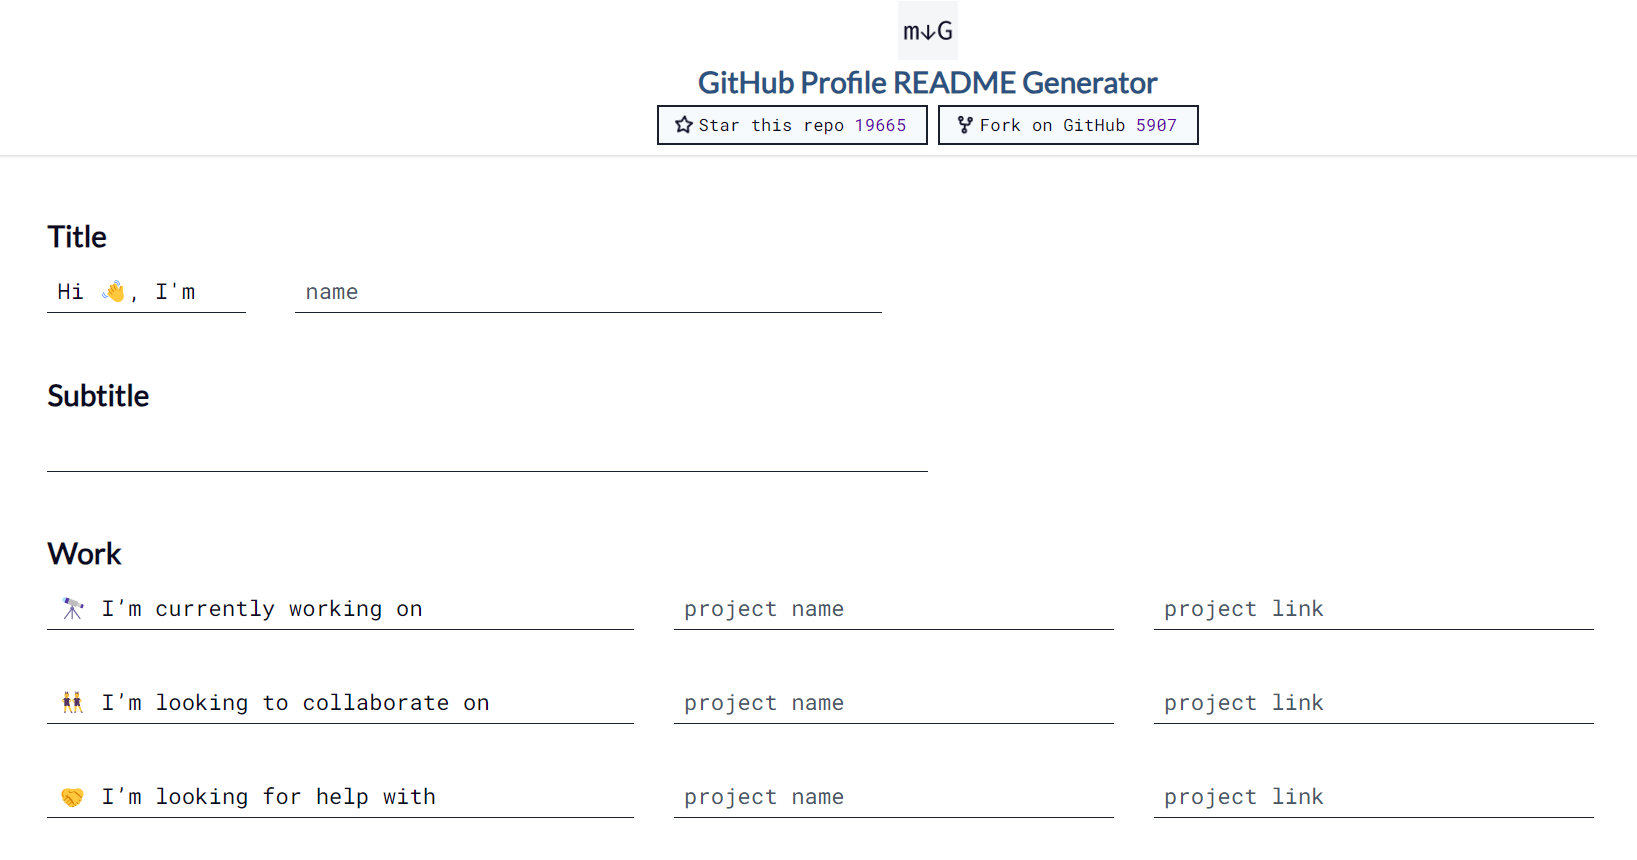 m↓G
GitHub Profile README Generator
Star this repo 19665 Fork on GitHub 5907
Title
Hi 👋, I'm name
Subtitle
Work
🔭 I’m currently working on project name project link
👯 I’m looking to collaborate on project name project link
🤝 I’m looking for help with project name project link